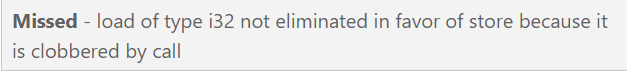 Missed - load of type i32 not eliminated in favor of store because it
is clobbered by call